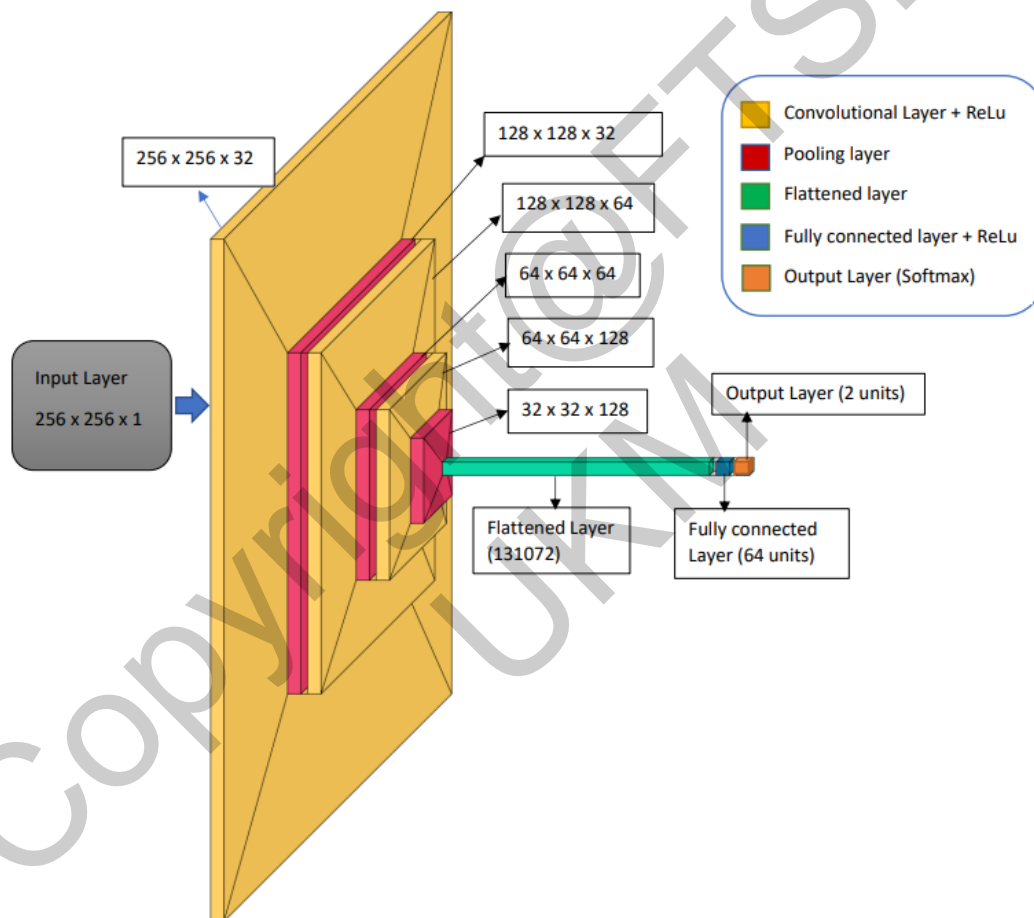 256 x 256 x 32
128 x 128 x 32
128 x 128 x 64
64 x 64 x 64
64 x 64 x 128
32 x 32 x 128
Input Layer
256 x 256 x 1
Convolutional Layer + ReLu
Pooling layer
Flattened layer
Fully connected layer + ReLu
Output Layer (Softmax)
Output Layer (2 units)
Flattened Layer
(131072)
Fully connected
Layer (64 units)
Copyright@FTS
UKM